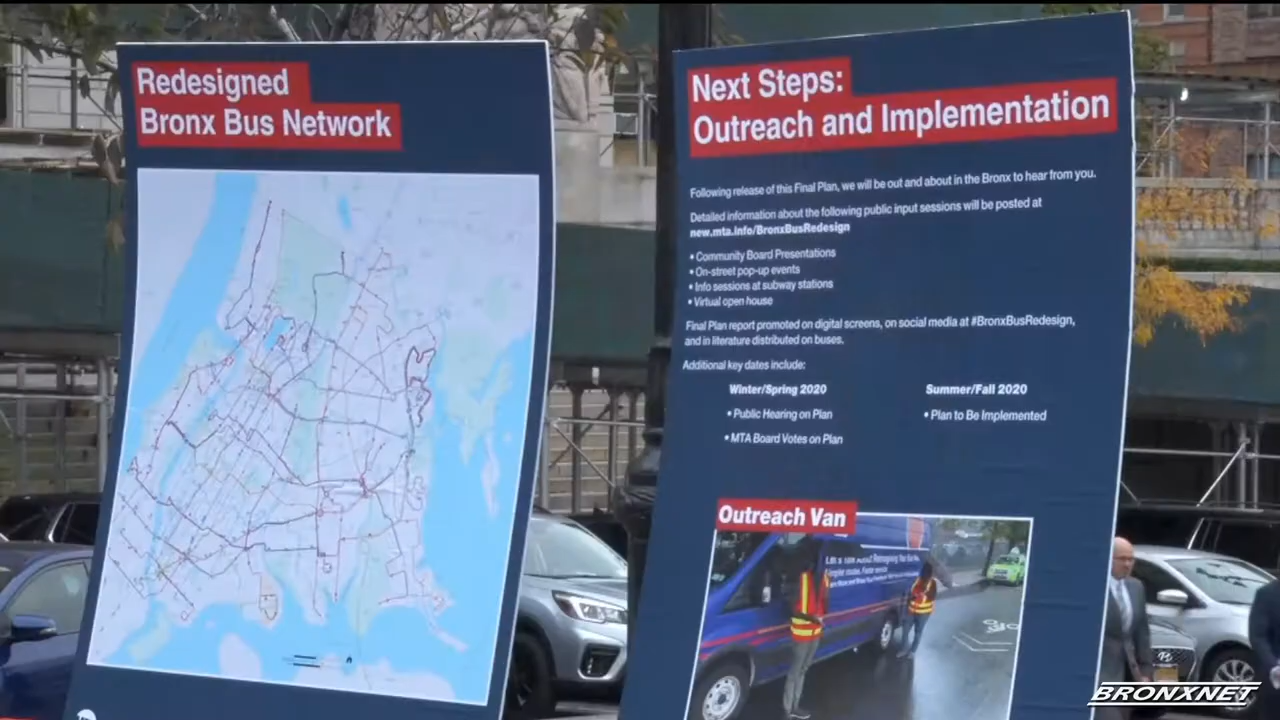 Redesigned
Bronx Bus Network
Next Steps:
Outreach and Implementation
Following release of this Final Plan, we will be out and about in the Bronx to hear from you.
Detailed information about the following public input sessions will be posted at
new.mta.info/BronxBusRedesign
• Community Board Presentations
• On-street pop-up events
• Info sessions at subway stations
• Virtual open house
Final Plan report promoted on digital screens, on social media at #BronxBusRedesign,
and in literature distributed on buses.
Additional key dates include:
Winter/Spring 2020
• Public Hearing on Plan
• MTA Board Votes on Plan
Summer/Fall 2020
• Plan to Be Implemented
Outreach Van
BRONXNET